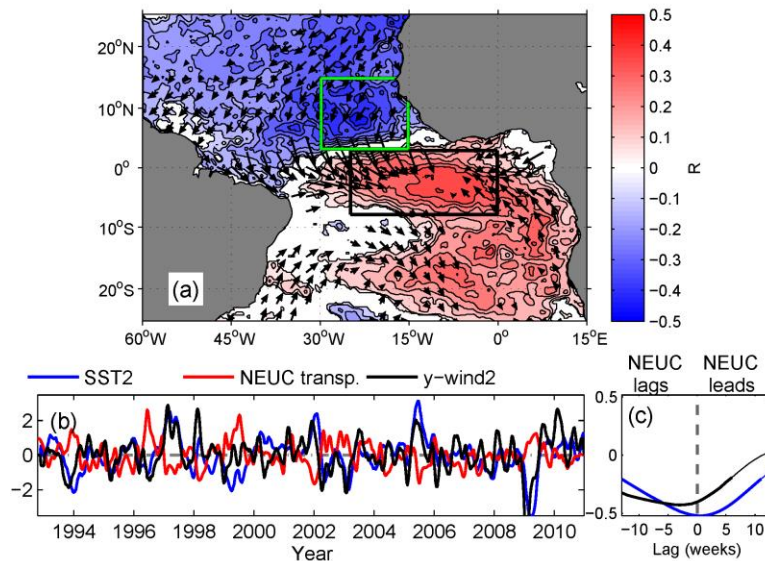 20°N
10°N
0°
10°S
20°S
(a)
60°W 45°W 30°W 15°W 0° 15°E
0.5
0.4
0.3
0.2
0.1
0
−0.1
−0.2
−0.3
−0.4
−0.5
R
SST2 NEUC transp. y−wind2
(b)
2
0
−2
1994 1996 1998 2000 2002 2004 2006 2008 2010
Year
NEUC NEUC
lags leads
(c)
0.5
0
−0.5
−10 −5 0 5 10
Lag (weeks)